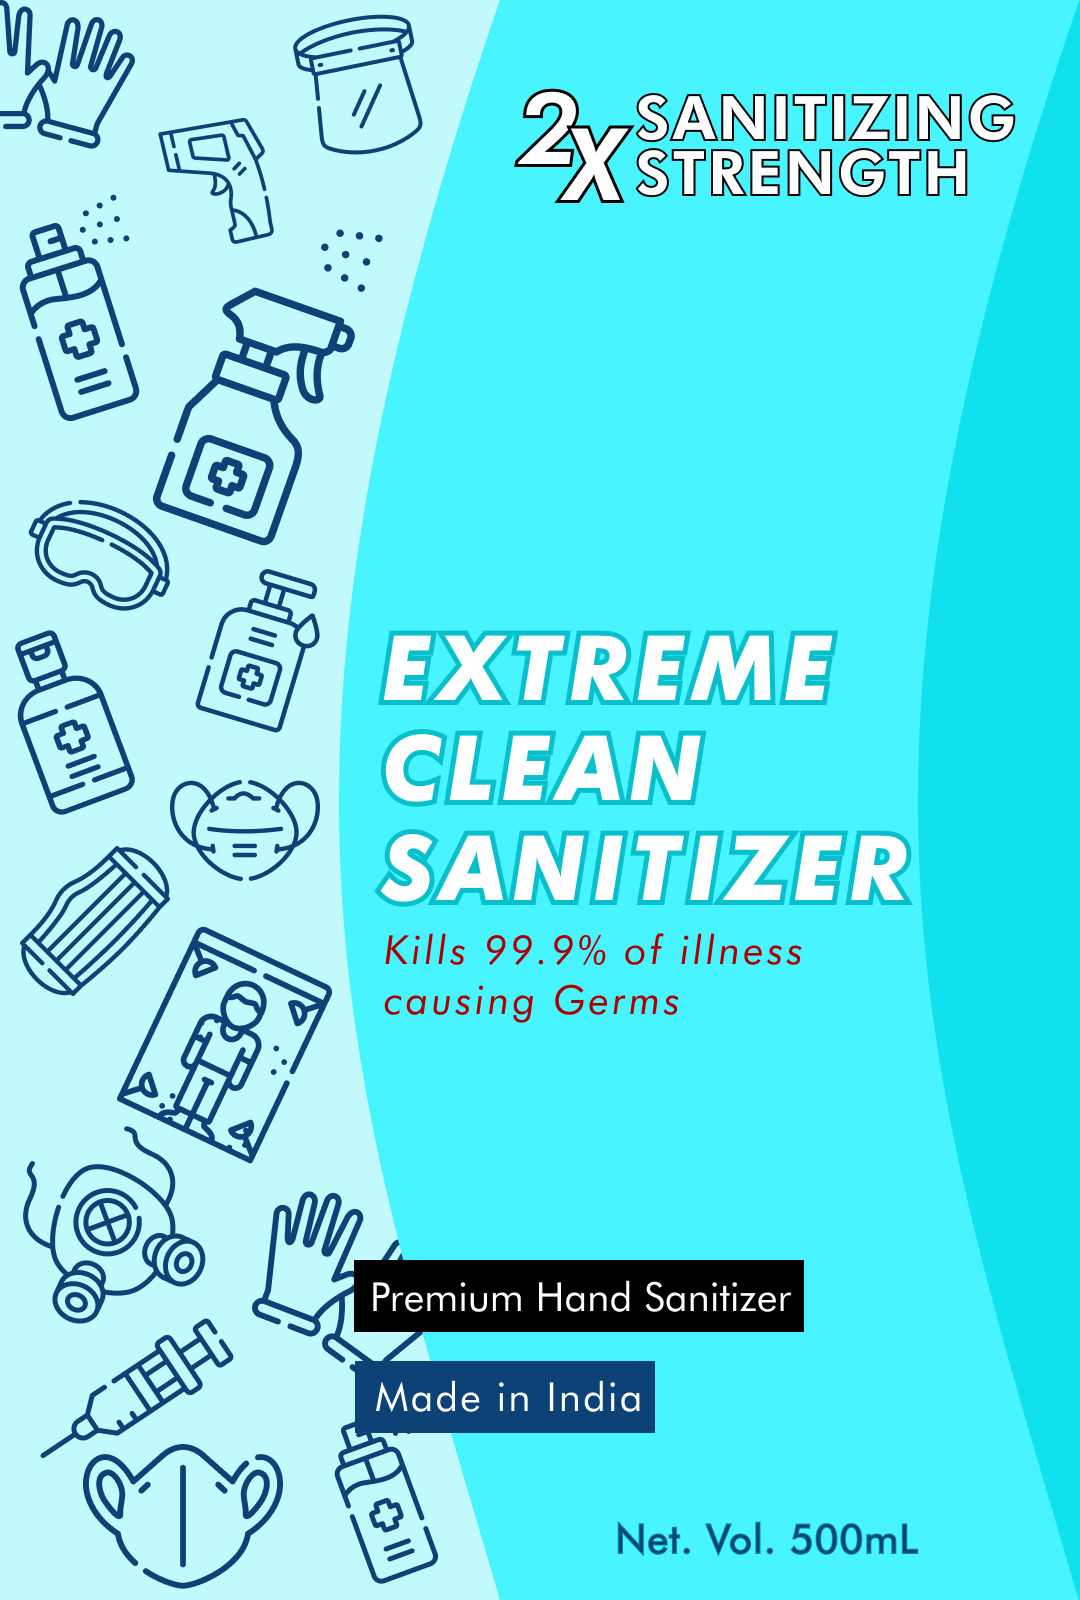 2X SANITIZING
STRENGTH
EXTREME
CLEAN
SANITIZER
Kills 99.9% of illness
causing Germs
Premium Hand Sanitizer
Made in India
Net. Vol. 500mL